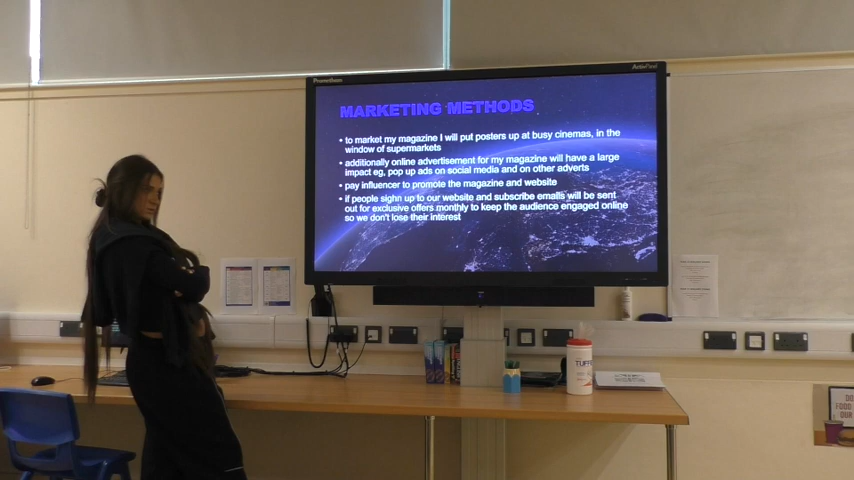 Promethean
ActivPanel
MARKETING METHODS
• to market my magazine I will put posters up at busy cinemas, in the
window of supermarkets
• additionally online advertisement for my magazine will have a large
impact eg, pop up ads on social media and on other adverts
• pay influencer to promote the magazine and website
• if people sighn up to our website and subscribe emails will be sent
out for exclusive offers monthly to keep the audience engaged online
so we don't lose their interest
TUFF
FOOD
OUR